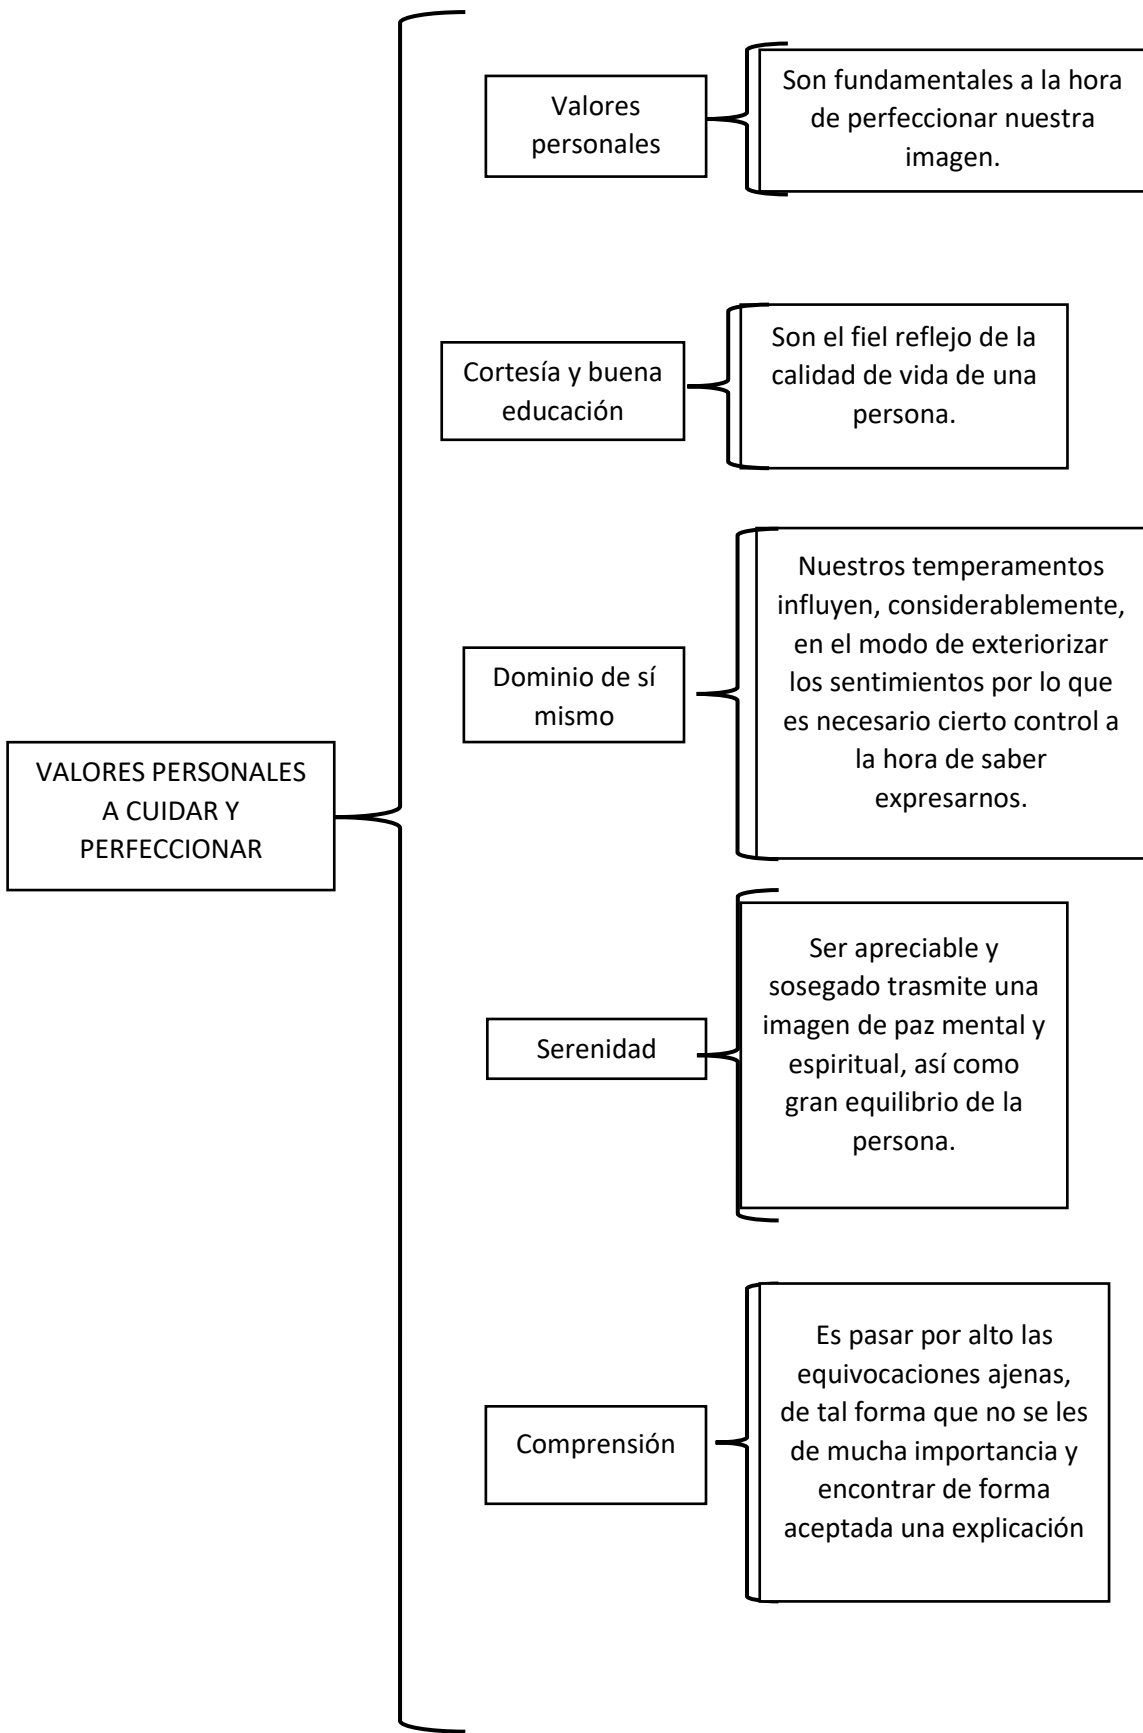 VALORES PERSONALES
A CUIDAR Y
PERFECCIONAR
Valores
personales
Son fundamentales a la hora
de perfeccionar nuestra
imagen.
Cortesía y buena
educación
Son el fiel reflejo de la
calidad de vida de una
persona.
Dominio de sí
mismo
Nuestros temperamentos
influyen, considerablemente,
en el modo de exteriorizar
los sentimientos por lo que
es necesario cierto control a
la hora de saber
expresarnos.
Serenidad
Ser apreciable y
sosegado trasmite una
imagen de paz mental y
espiritual, así como
gran equilibrio de la
persona.
Comprensión
Es pasar por alto las
equivocaciones ajenas,
de tal forma que no se les
de mucha importancia y
encontrar de forma
aceptada una explicación